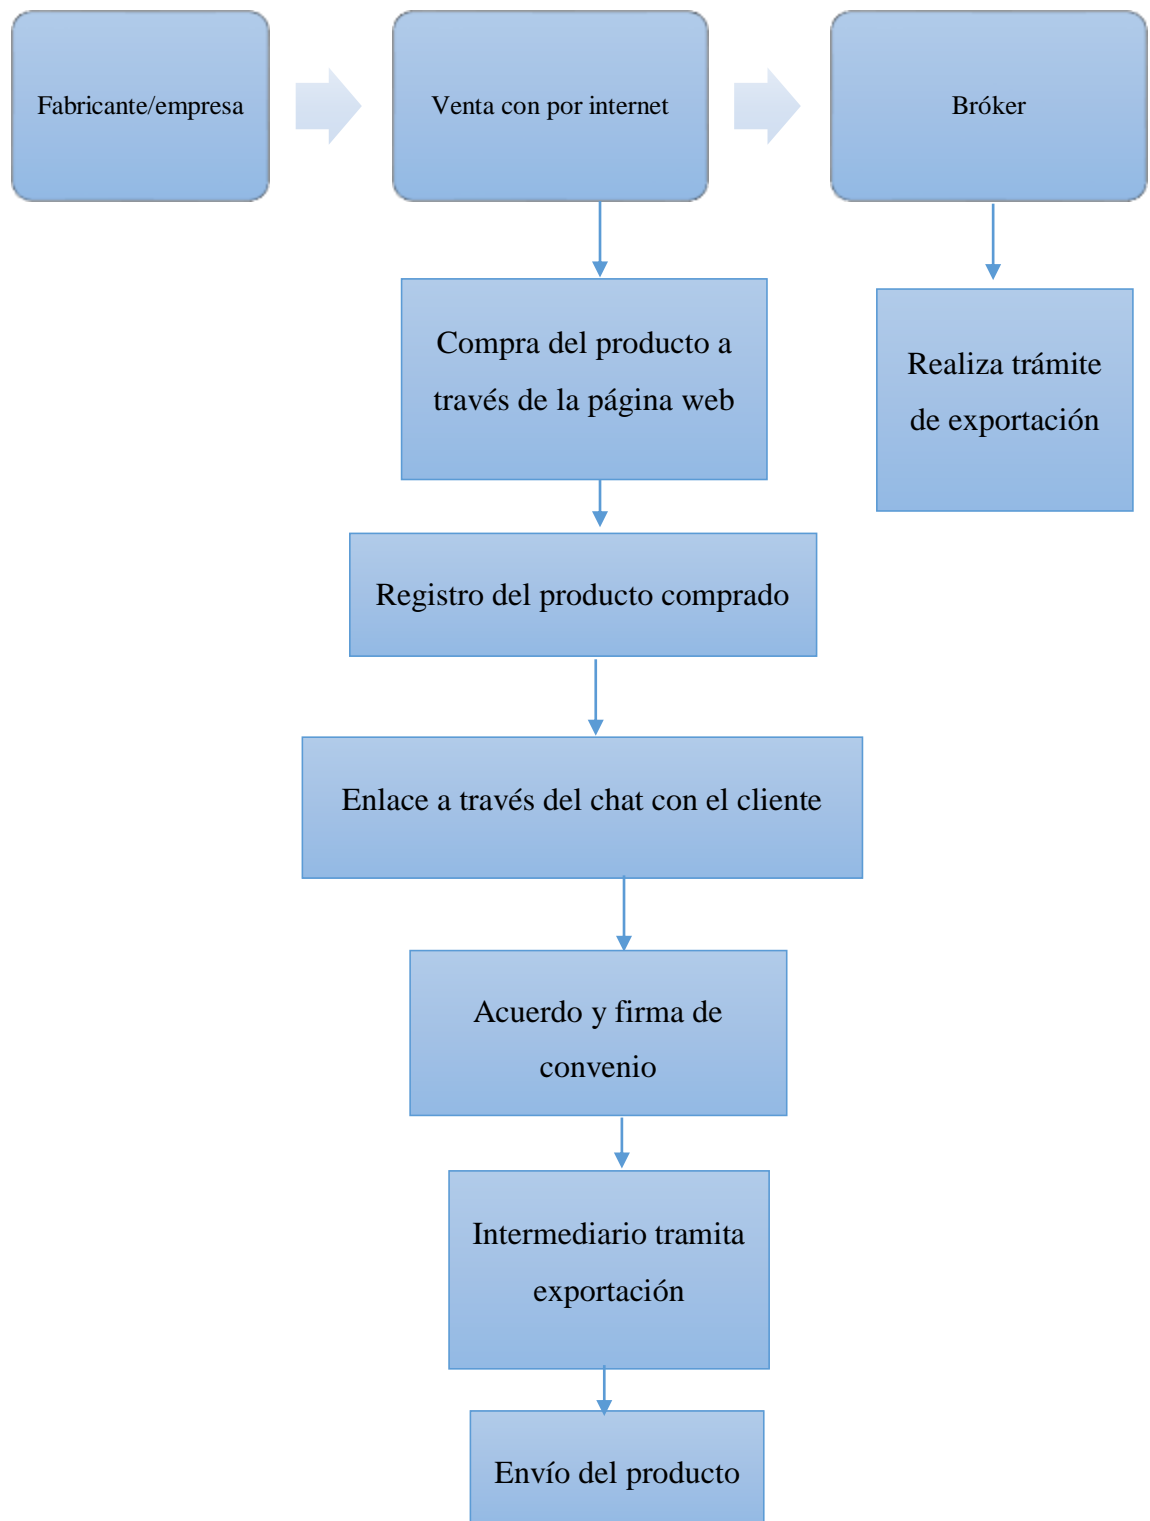 Fabricante/empresa
Venta con por internet
Bróker
Compra del producto a
través de la página web
Realiza trámite
de exportación
Registro del producto comprado
Enlace a través del chat con el cliente
Acuerdo y firma de
convenio
Intermediario tramita
exportación
Envío del producto